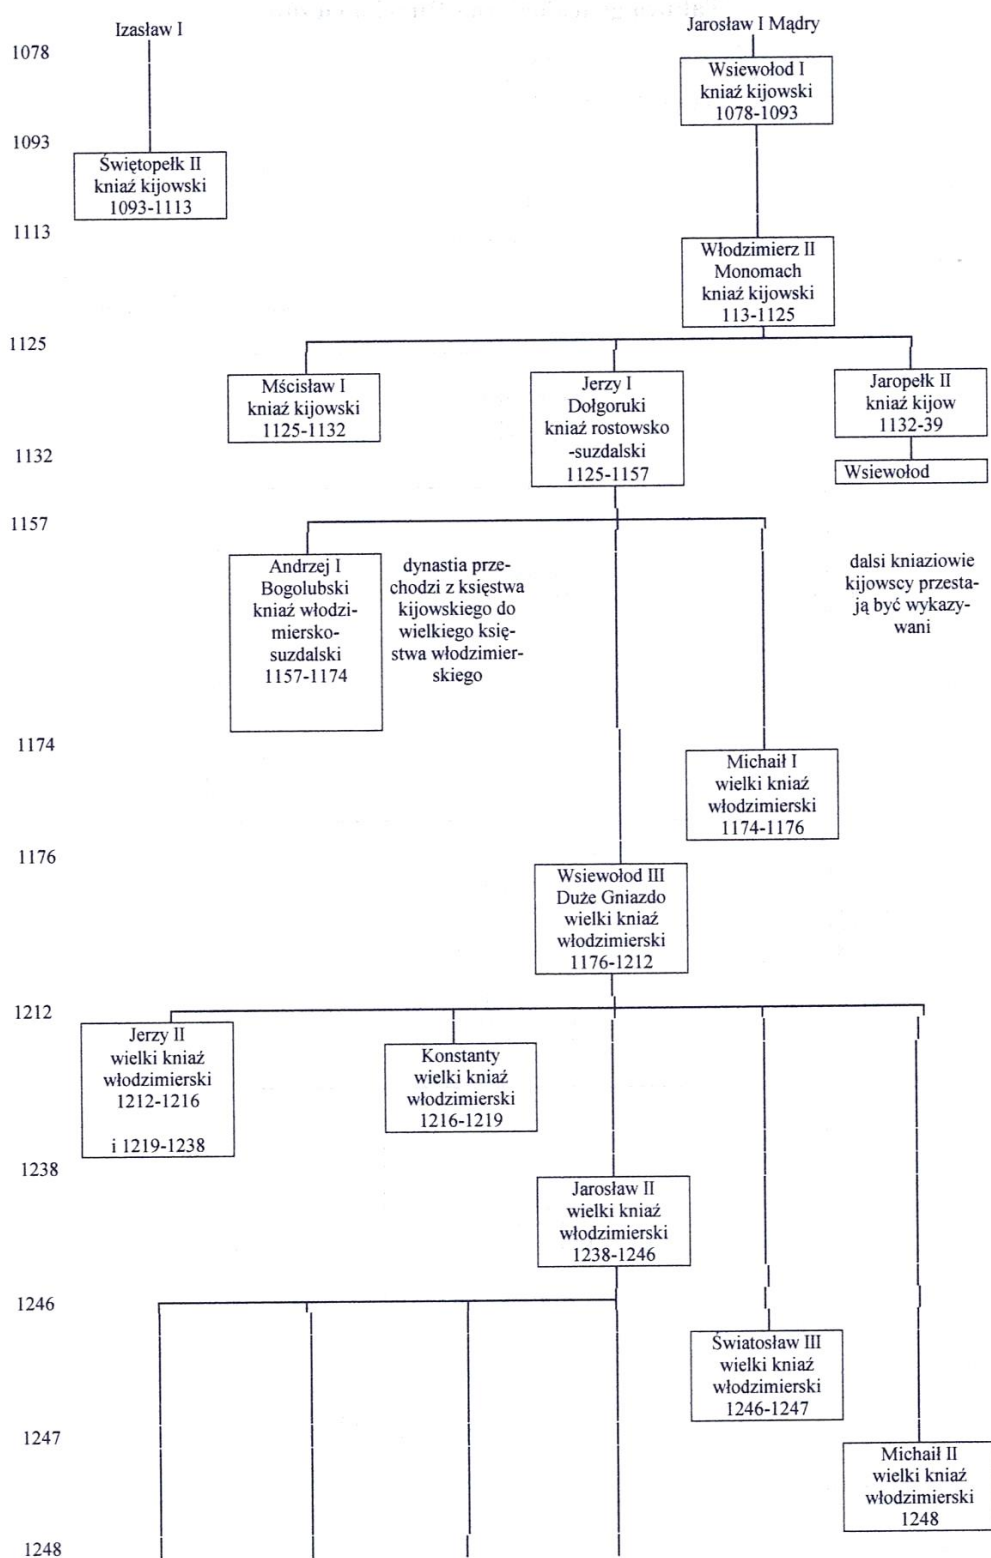 Izasław I
Jarosław I Mądry
1078
Wsiewołod I
kniaź kijowski
1078-1093
1093
Świętopełk II
kniaź kijowski
1093-1113
1113
Włodzimierz II
Monomach
kniaź kijowski
113-1125
1125
Mścisław I
kniaź kijowski
1125-1132
Jerzy I
Dołgoruki
kniaź rostowsko
-suzdalski
1125-1157
Jaropełk II
kniaź kijow
1132-39
1132
Wsiewołod
1157
Andrzej I
Bogolubski
kniaź włodzi-
miersko-
suzdalski
1157-1174
dynastia prze-
chodzi z księstwa
kijowskiego do
wielkiego księ-
stwa włodzimier-
skiego
dalsi kniaziowie
kijowscy przesta-
ją być wykazy-
wani
1174
Michaił I
wielki kniaź
włodzimierski
1174-1176
1176
Wsiewołod III
Duże Gniazdo
wielki kniaź
włodzimierski
1176-1212
1212
Jerzy II
wielki kniaź
włodzimierski
1212-1216
i 1219-1238
Konstanty
wielki kniaź
włodzimierski
1216-1219
1238
Jarosław II
wielki kniaź
włodzimierski
1238-1246
1246
Światosław III
wielki kniaź
włodzimierski
1246-1247
1247
Michaił II
wielki kniaź
włodzimierski
1248
1248